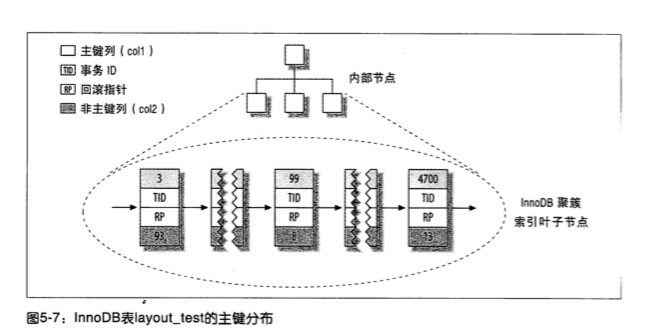 主键列（col1）
TID 事务 ID
RP 回滚指针
非主键列（col2）
内部节点
3 99 4700
TID TID TID
RP RP RP
93 8 13
InnoDB 聚簇
索引叶子节点
图5-7：InnoDB表layout_test的主键分布